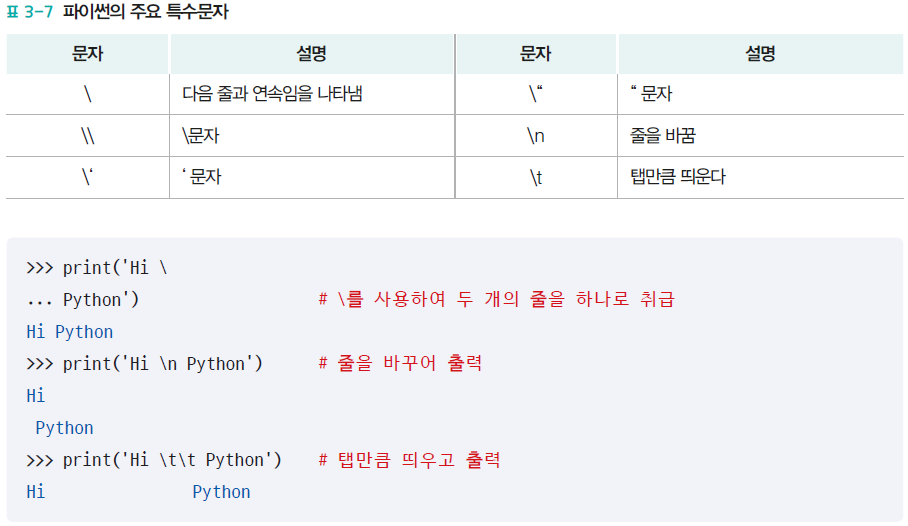 표 3-7 파이썬의 주요 특수문자
문자 설명 문자 설명
\ 다음 줄과 연속임을 나타냄 \“ “ 문자
\\ \문자 \n 줄을 바꿈
\‘ ‘ 문자 \t 탭만큼 띄운다
>>> print('Hi \
... Python') # \를 사용하여 두 개의 줄을 하나로 취급
Hi Python
>>> print('Hi \n Python') # 줄을 바꾸어 출력
Hi
 Python
>>> print('Hi \t\t Python') # 탭만큼 띄우고 출력
Hi Python